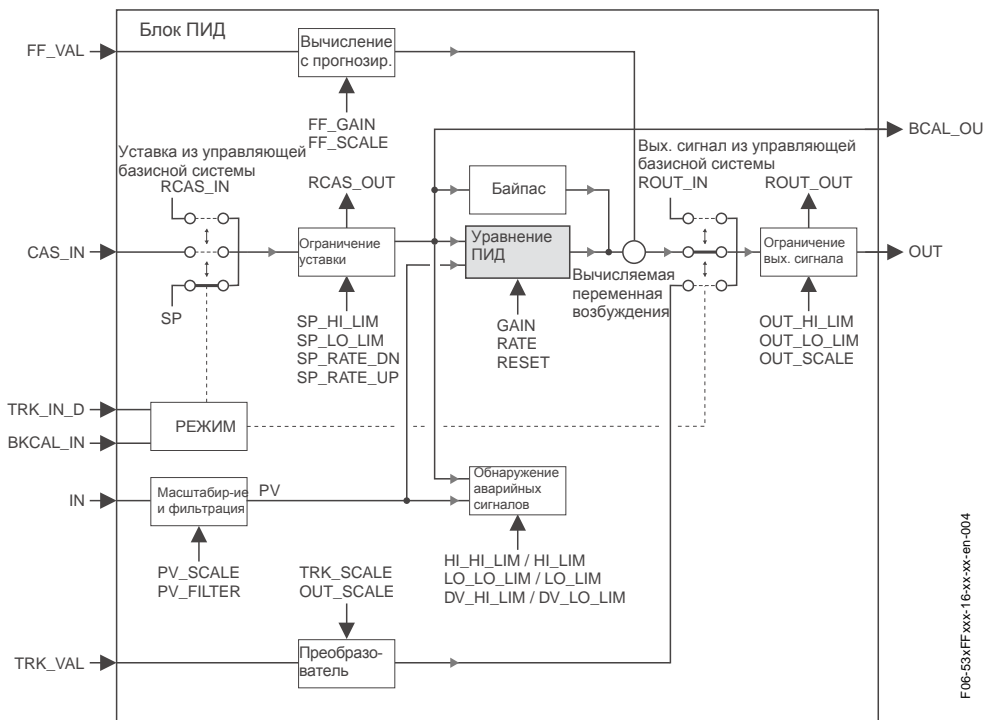 Блок ПИД
FF_VAL
Вычисление
с прогнозир.
FF_GAIN
FF_SCALE
BCAL_OU
Уставка из управляющей
базисной системы
RCAS_IN
RCAS_OUT
Байпас
Вых. сигнал из управляющей
базисной системы
ROUT_IN
ROUT_OUT
CAS_IN
Ограничение
уставки
Уравнение
ПИД
Вычисляемая
переменная
возбуждения
Ограничение
вых. сигнала
OUT
SP
SP_HI_LIM
SP_LO_LIM
SP_RATE_DN
SP_RATE_UP
GAIN
RATE
RESET
OUT_HI_LIM
OUT_LO_LIM
OUT_SCALE
TRK_IN_D
BKCAL_IN
РЕЖИМ
IN
Масштабир-ие
и фильтрация
PV
Обнаружение
аварийных
сигналов
PV_SCALE
PV_FILTER
TRK_SCALE
OUT_SCALE
HI_HI_LIM / HI_LIM
LO_LO_LIM / LO_LIM
DV_HI_LIM / DV_LO_LIM
TRK_VAL
Преобразо-
ватель
F06-53xFFxxx-16-xx-xx-en-004